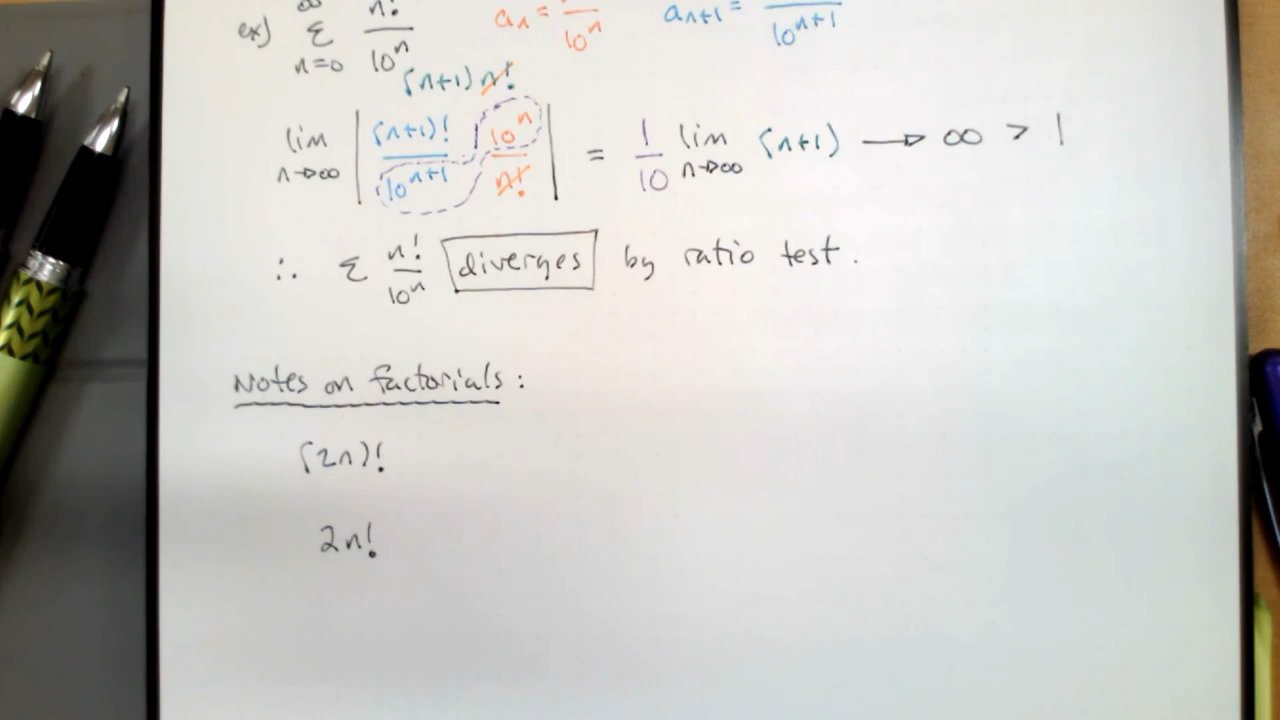 ex) ∞ Σ n=0 n!/10^n a_n = /10^n a_{n+1} = /10^{n+1}
(n+1) n!
lim n→∞ | (n+1)!/10^{n+1} 10^n/n! | = 1/10 lim n→∞ (n+1) → ∞ > 1
∴ Σ n!/10^n diverges by ratio test.
Notes on factorials:
(2n)!
2n!